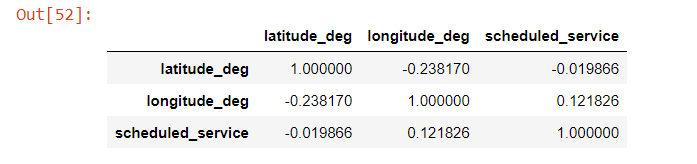 Out[52]:
latitude_deg longitude_deg scheduled_service
latitude_deg 1.000000 -0.238170 -0.019866
longitude_deg -0.238170 1.000000 0.121826
scheduled_service -0.019866 0.121826 1.000000